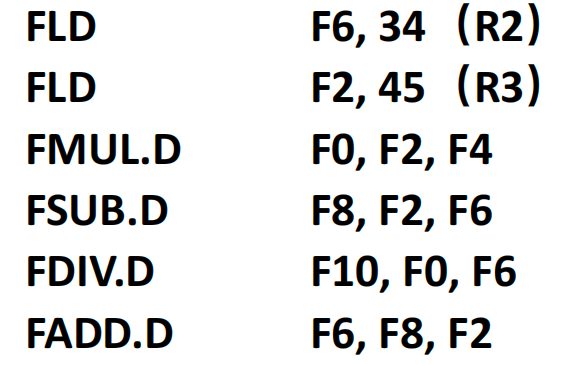 FLD F6, 34 (R2)
FLD F2, 45 (R3)
FMUL.D F0, F2, F4
FSUB.D F8, F2, F6
FDIV.D F10, F0, F6
FADD.D F6, F8, F2